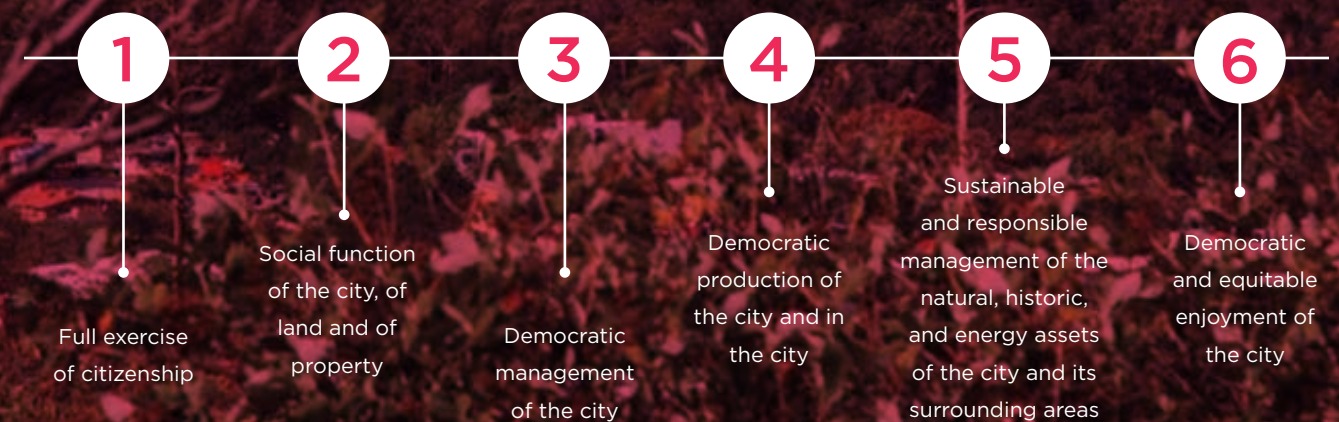 1
Full exercise
of citizenship
2
Social function
of the city, of
land and of
property
3
Democratic
management
of the city
4
Democratic
production of
the city and in
the city
5
Sustainable
and responsible
management of the
natural, historic,
and energy assets
of the city and its
surrounding areas
6
Democratic
and equitable
enjoyment of
the city